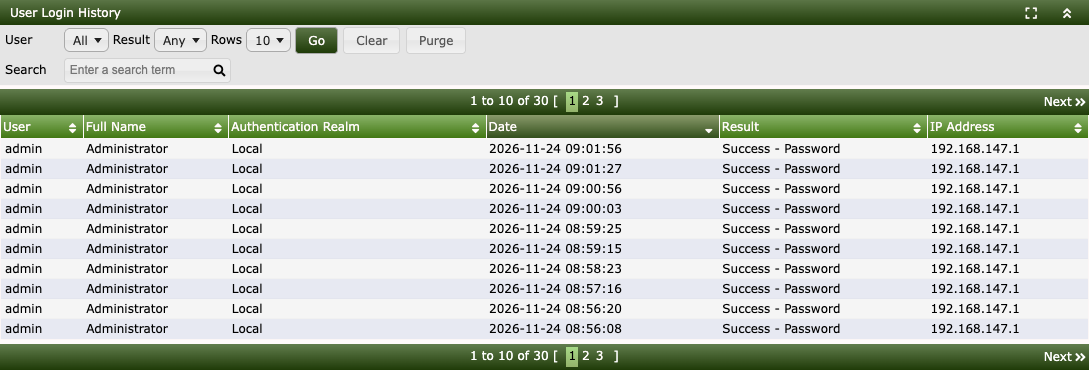 User Login History
User All Result Any Rows 10 Go Clear Purge
Search Enter a search term
1 to 10 of 30 [ 1 2 3 ] Next
User Full Name Authentication Realm Date Result IP Address
admin Administrator Local 2026-11-24 09:01:56 Success - Password 192.168.147.1
admin Administrator Local 2026-11-24 09:01:27 Success - Password 192.168.147.1
admin Administrator Local 2026-11-24 09:00:56 Success - Password 192.168.147.1
admin Administrator Local 2026-11-24 09:00:03 Success - Password 192.168.147.1
admin Administrator Local 2026-11-24 08:59:25 Success - Password 192.168.147.1
admin Administrator Local 2026-11-24 08:59:15 Success - Password 192.168.147.1
admin Administrator Local 2026-11-24 08:58:23 Success - Password 192.168.147.1
admin Administrator Local 2026-11-24 08:57:16 Success - Password 192.168.147.1
admin Administrator Local 2026-11-24 08:56:20 Success - Password 192.168.147.1
admin Administrator Local 2026-11-24 08:56:08 Success - Password 192.168.147.1
1 to 10 of 30 [ 1 2 3 ] Next